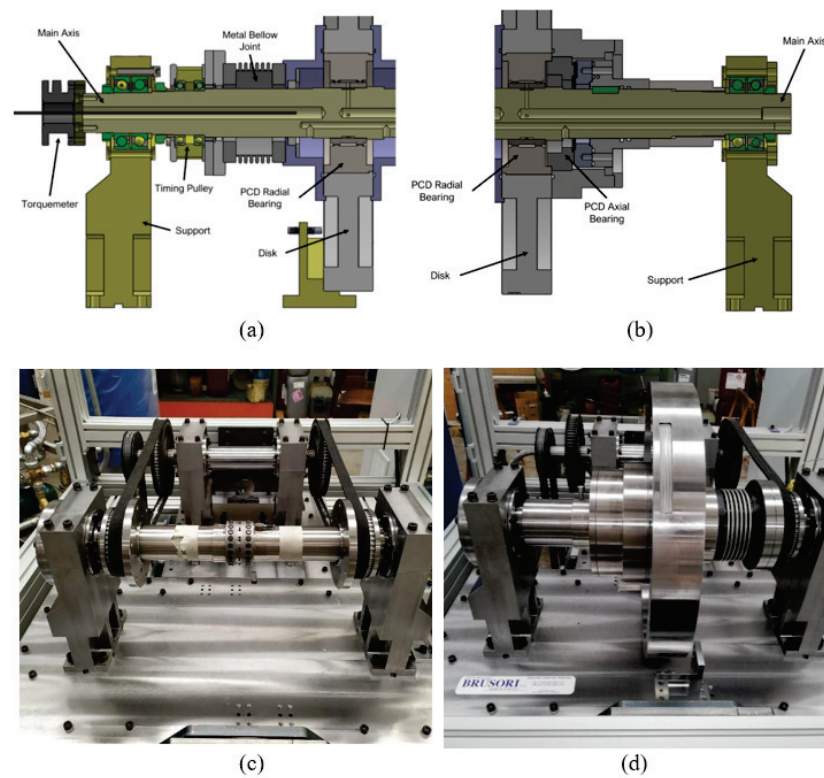 Main Axis
Metal Bellow
Joint
Torquemeter
Timing Pulley
Support
PCD Radial
Bearing
Disk
(a)
Main Axis
PCD Radial
Bearing
PCD Axial
Bearing
Disk
Support
(b)
(c)
BRUSORI
(d)